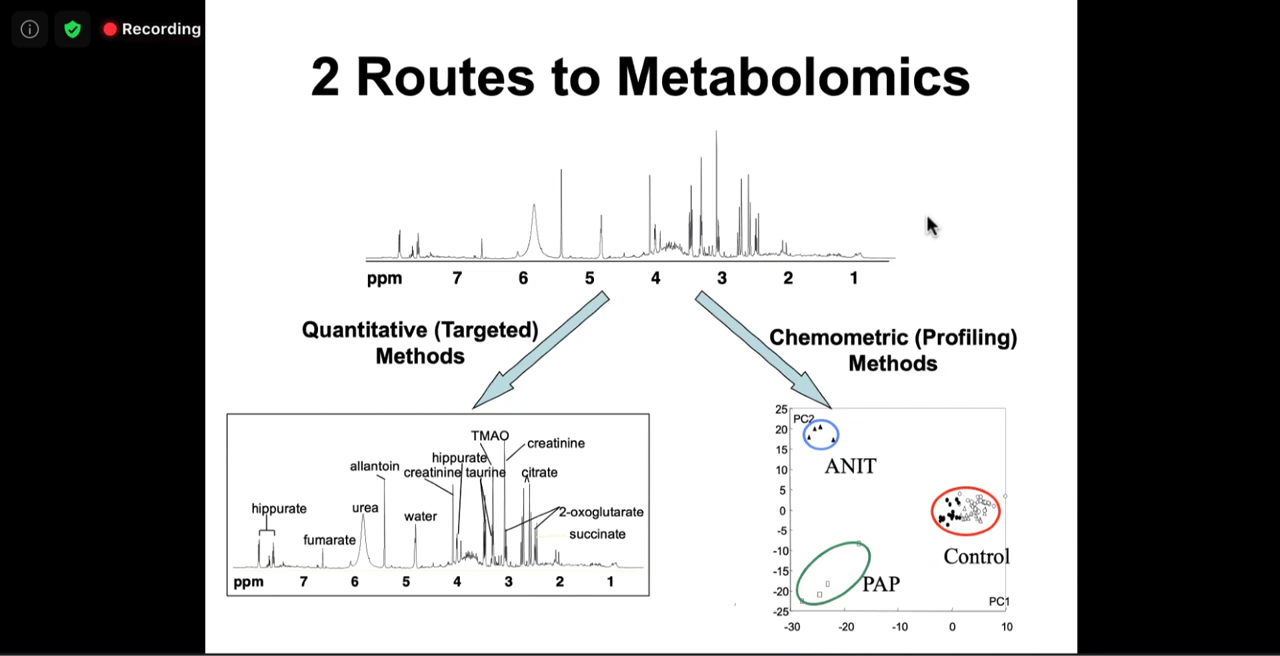 Recording
2 Routes to Metabolomics
ppm 7 6 5 4 3 2 1
Quantitative (Targeted)
Methods
Chemometric (Profiling)
Methods
TMAO
creatinine
hippurate
allantoin
creatinine taurine
citrate
hippurate
urea
water
2-oxoglutarate
fumarate
succinate
ppm 7 6 5 4 3 2 1
25
PC2
20
15
ANIT
10
5
0
-5
Control
-10
-15
PAP
-20
PC1
-25
-30 -20 -10 0 10